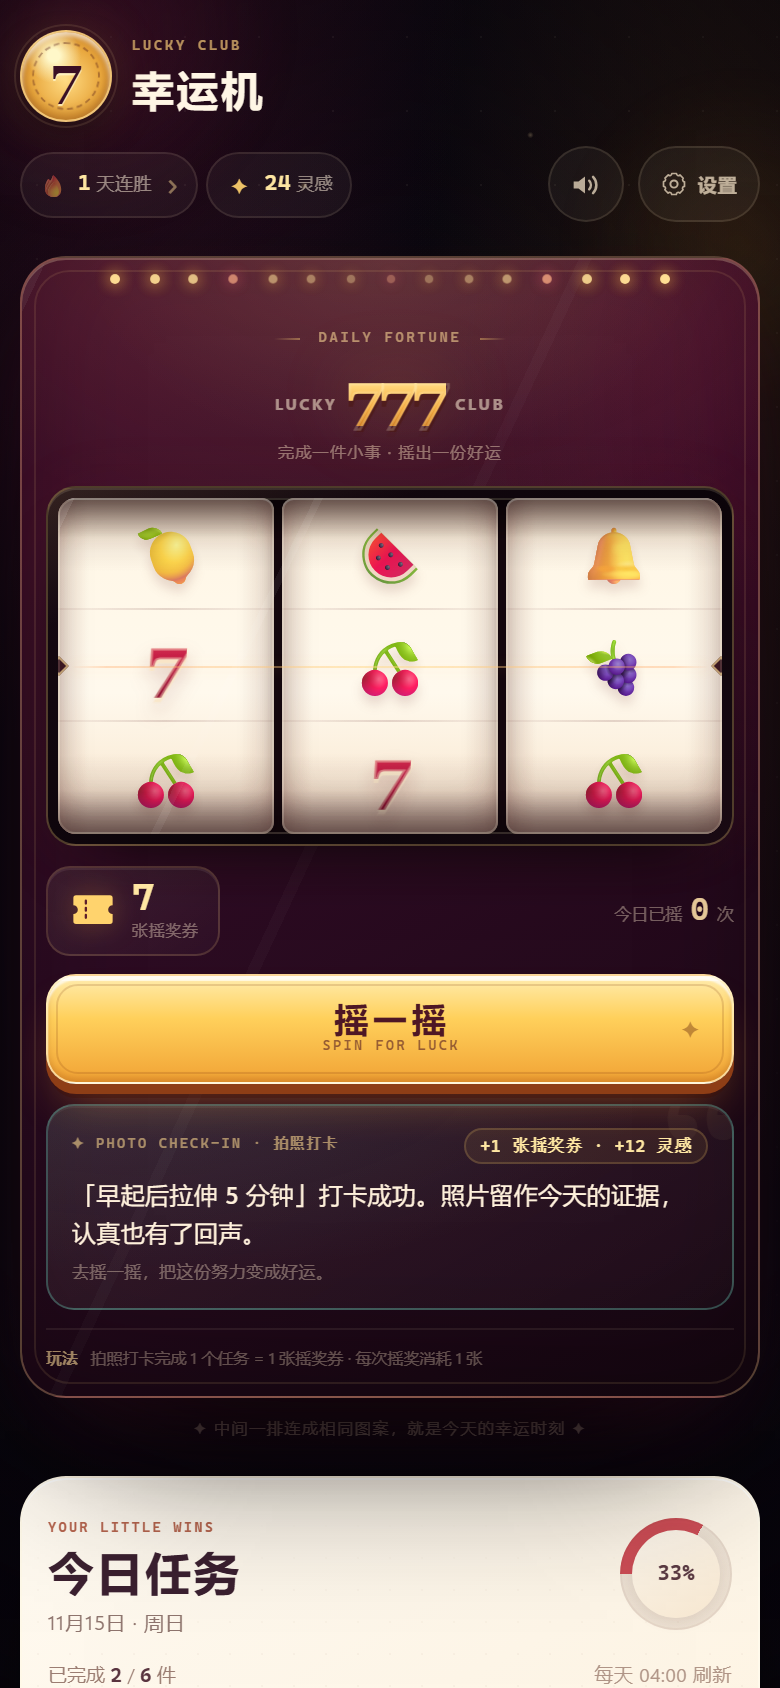 7
LUCKY CLUB
幸运机
1 天连胜
24 灵感
设置
DAILY FORTUNE
LUCKY 777 CLUB
完成一件小事 · 摇出一份好运
7
7
7
张摇奖券
今日已摇 0 次
摇一摇
SPIN FOR LUCK
PHOTO CHECK-IN · 拍照打卡
+1 张摇奖券 · +12 灵感
「早起后拉伸 5 分钟」打卡成功。照片留作今天的证据，
认真也有了回声。
去摇一摇，把这份努力变成好运。
玩法 拍照打卡完成 1 个任务 = 1 张摇奖券 · 每次摇奖消耗 1 张
中间一排连成相同图案，就是今天的幸运时刻
YOUR LITTLE WINS
今日任务
33%
11月15日 · 周日
已完成 2 / 6 件
每天 04:00 刷新